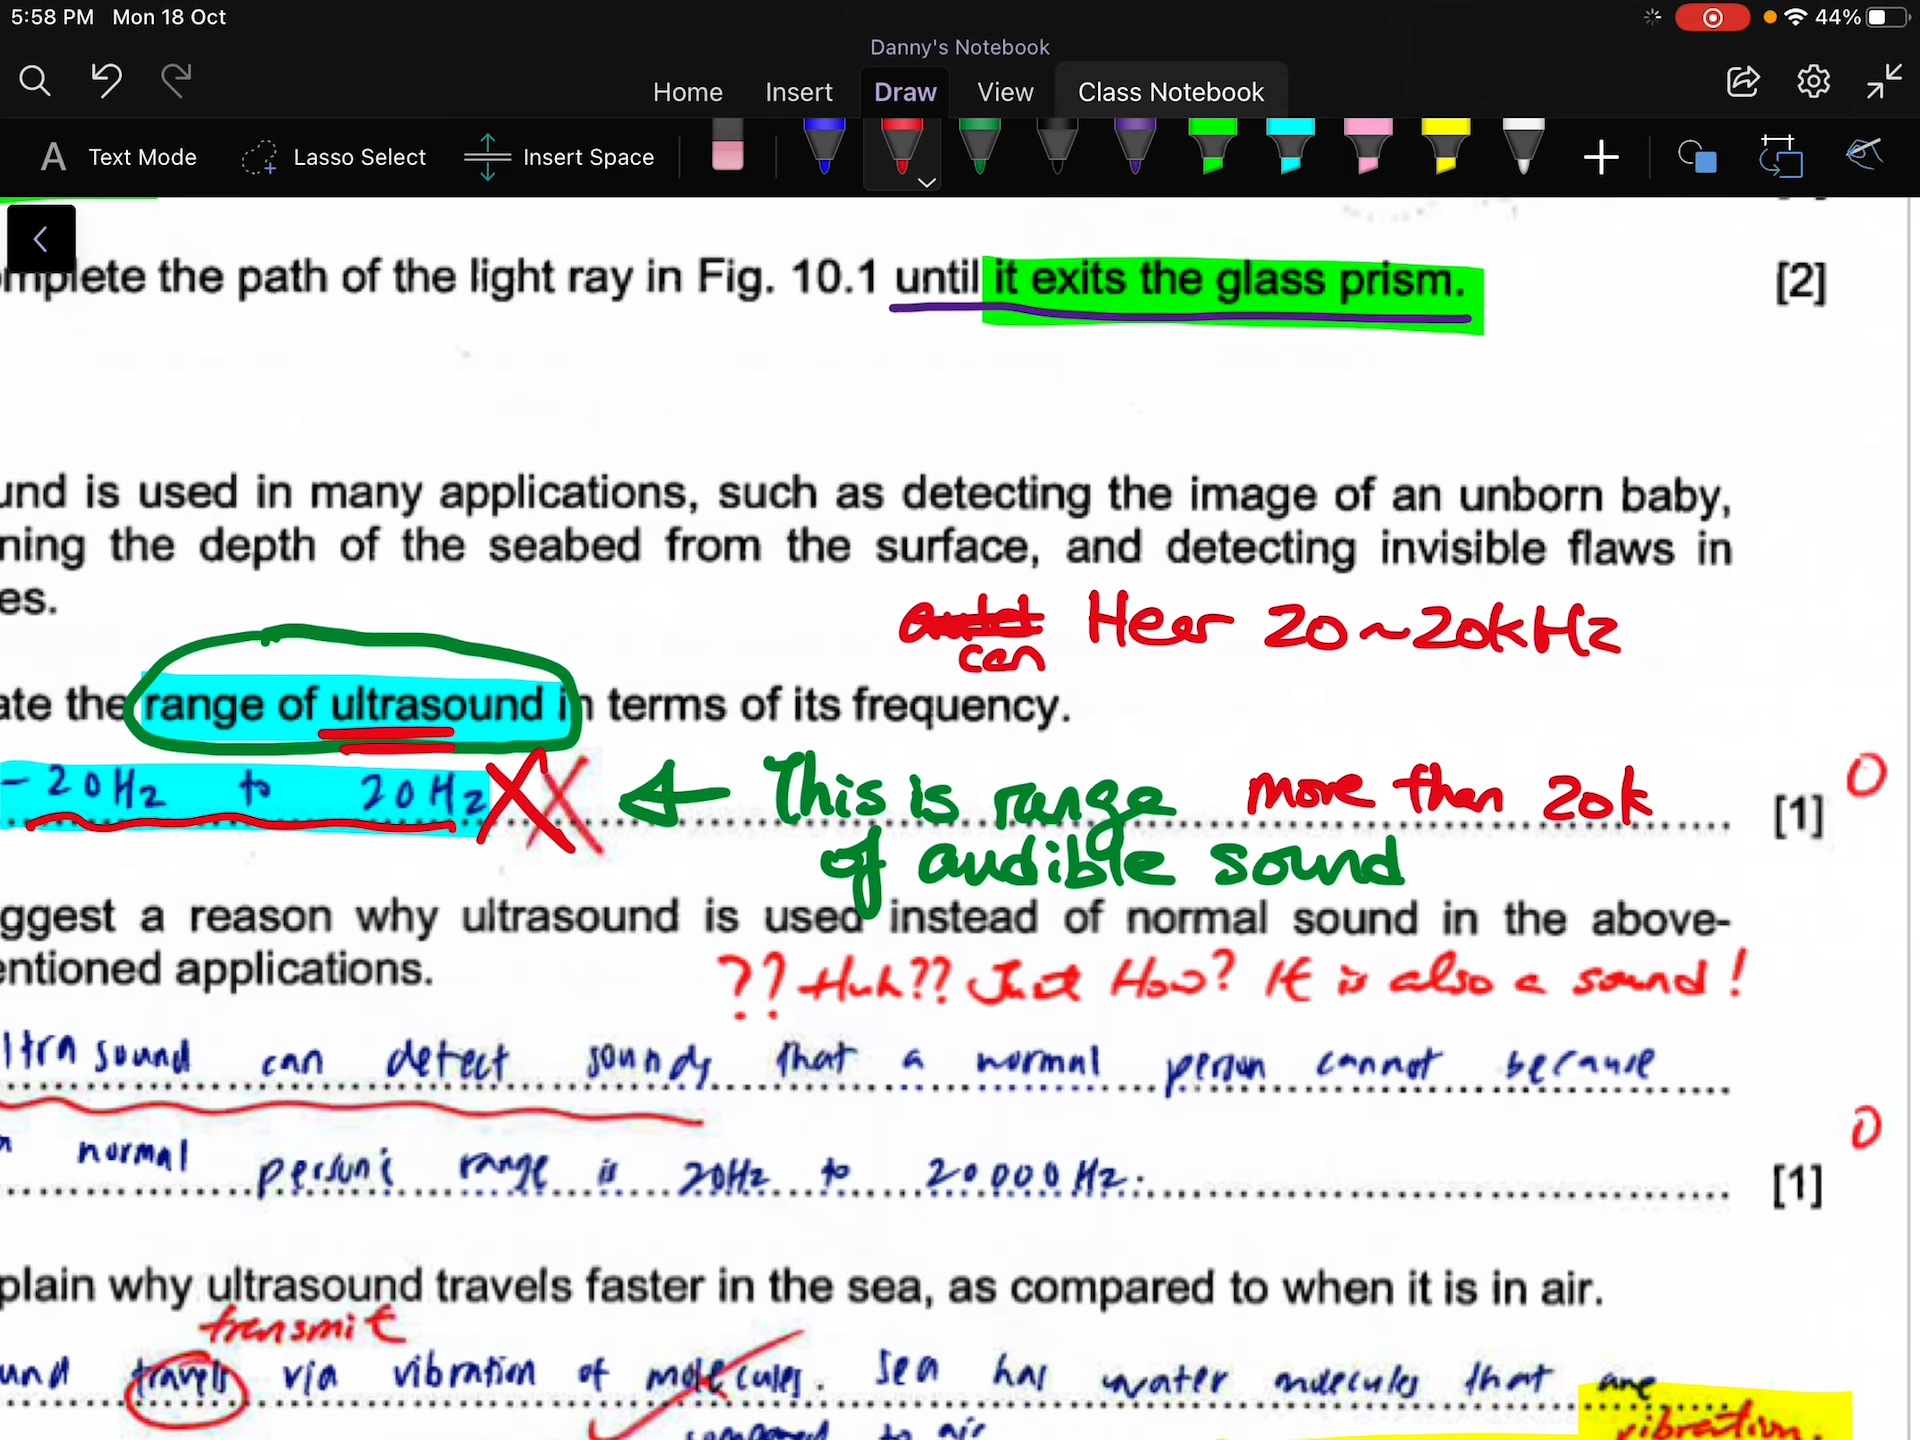 5:58 PM Mon 18 Oct
44%
Danny's Notebook
Home Insert Draw View Class Notebook
A Text Mode Lasso Select Insert Space
mplete the path of the light ray in Fig. 10.1 until it exits the glass prism. [2]
und is used in many applications, such as detecting the image of an unborn baby,
ning the depth of the seabed from the surface, and detecting invisible flaws in
es.
can Hear 20~20kHz
ate the range of ultrasound in terms of its frequency.
- 20Hz to 20Hz This is range more than 20k [1] 0
of audible sound
ggest a reason why ultrasound is used instead of normal sound in the above-
entioned applications.
?? Huh?? Just How? It is also a sound!
ltra sound can detect sounds that a normal person cannot because
0
normal person's range is 20Hz to 20000Hz. [1]
plain why ultrasound travels faster in the sea, as compared to when it is in air.
transmit
und travels via vibration of molecules. Sea has water molecules that are
compared to air
vibration